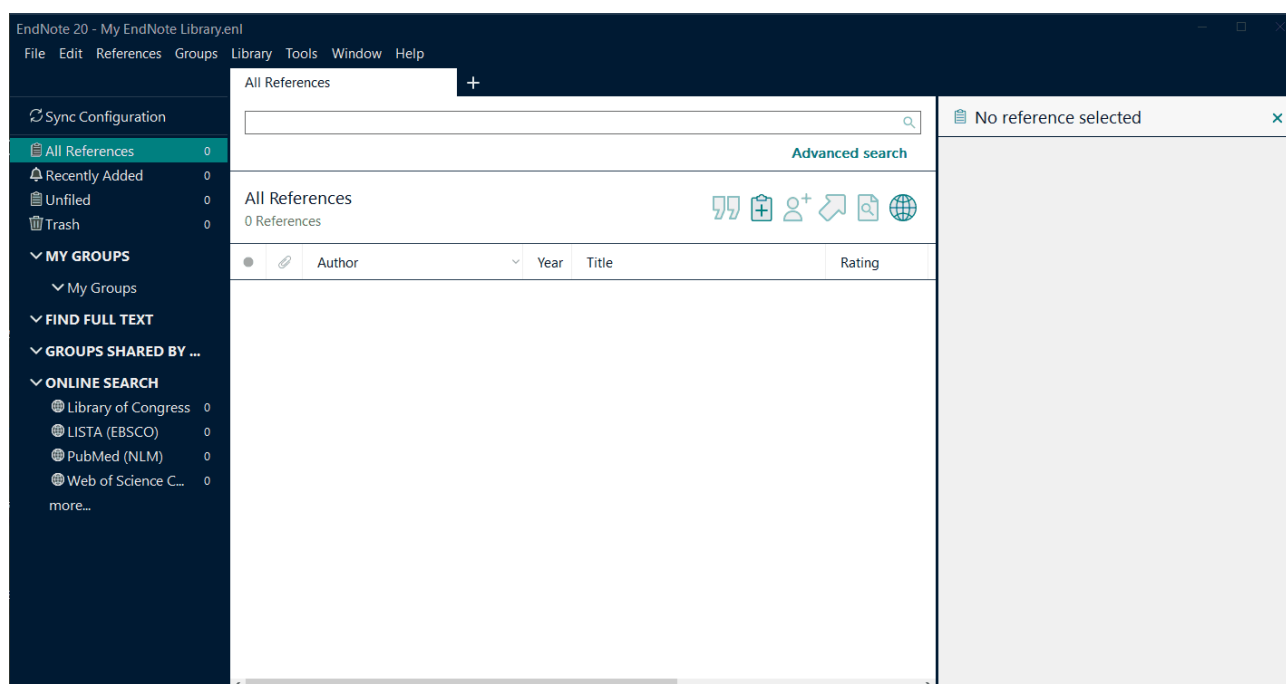 EndNote 20 - My EndNote Library.enl
File Edit References Groups Library Tools Window Help
All References +
Sync Configuration
All References 0
Recently Added 0
Unfiled 0
Trash 0
MY GROUPS
My Groups
FIND FULL TEXT
GROUPS SHARED BY ...
ONLINE SEARCH
Library of Congress 0
LISTA (EBSCO) 0
PubMed (NLM) 0
Web of Science C... 0
more...
Advanced search
All References
0 References
Author Year Title Rating
No reference selected